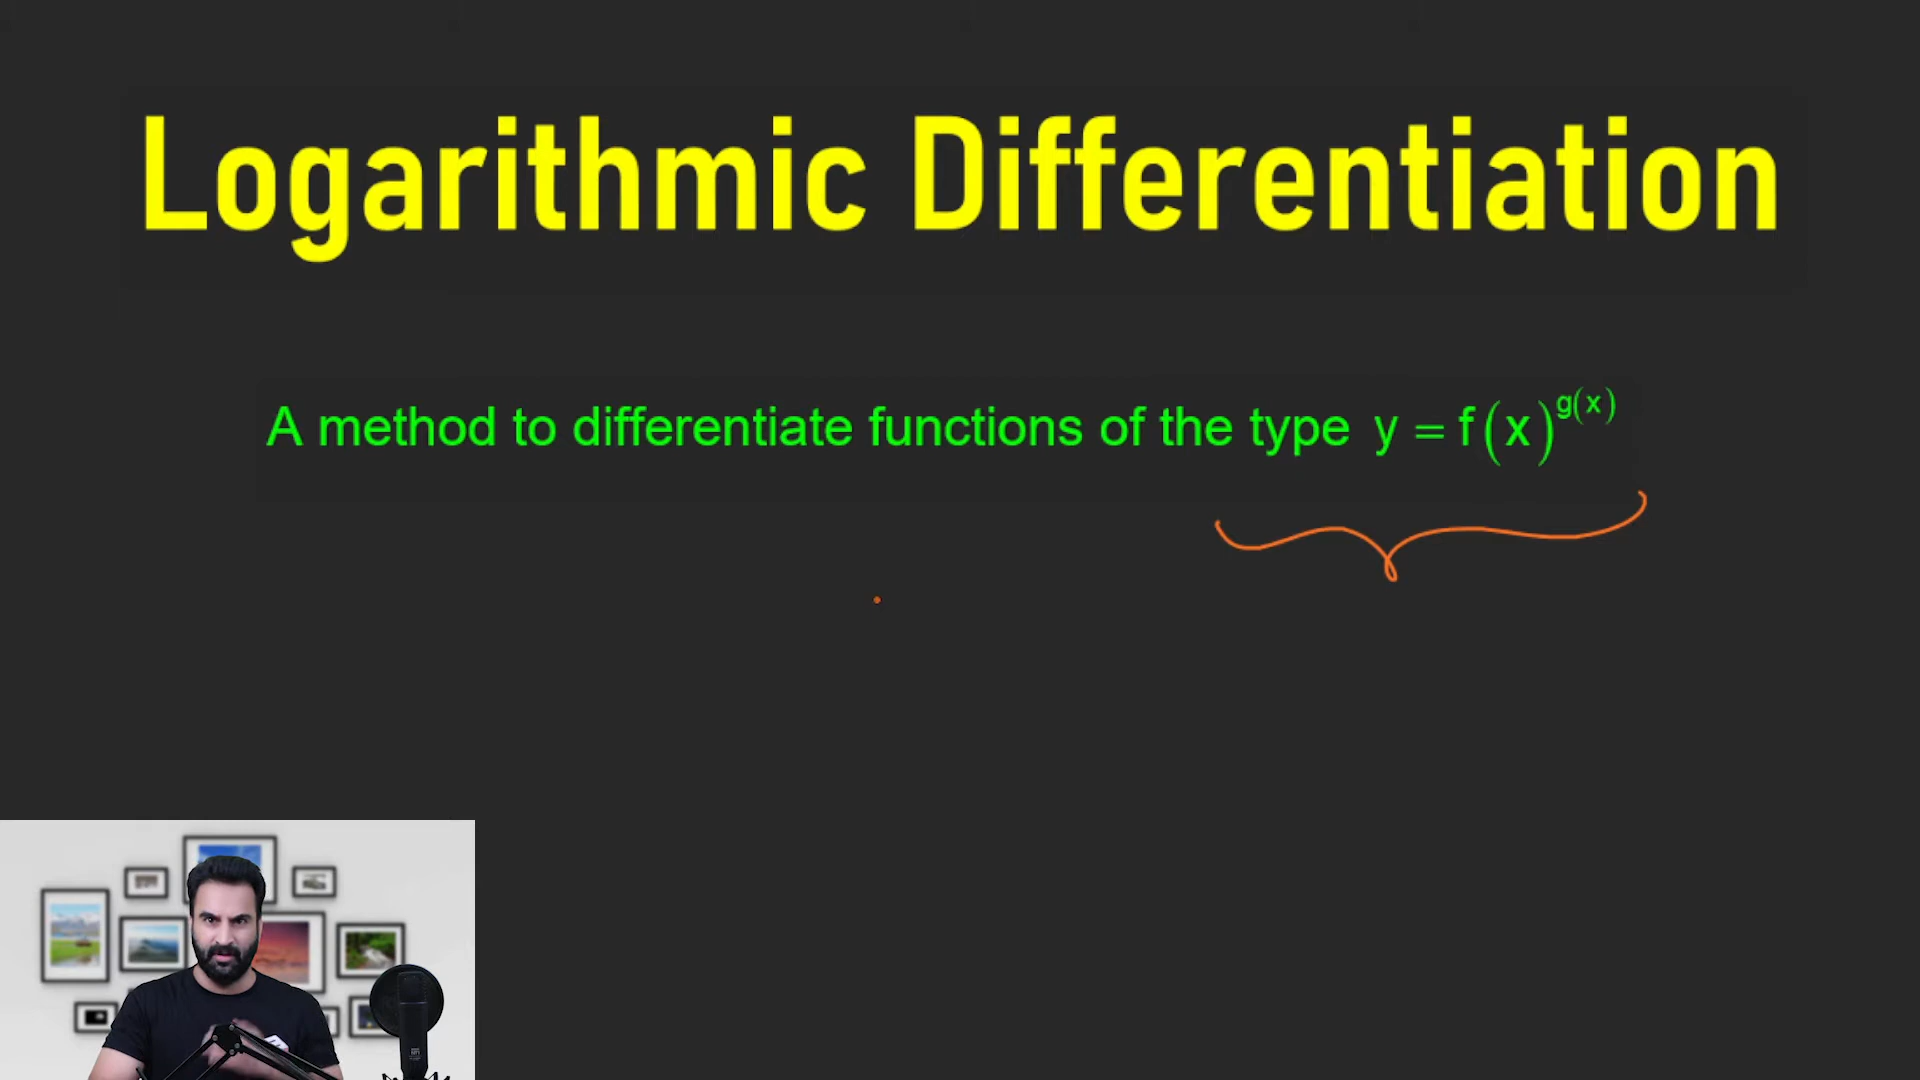 Logarithmic Differentiation
A method to differentiate functions of the type y = f(x)^g(x)